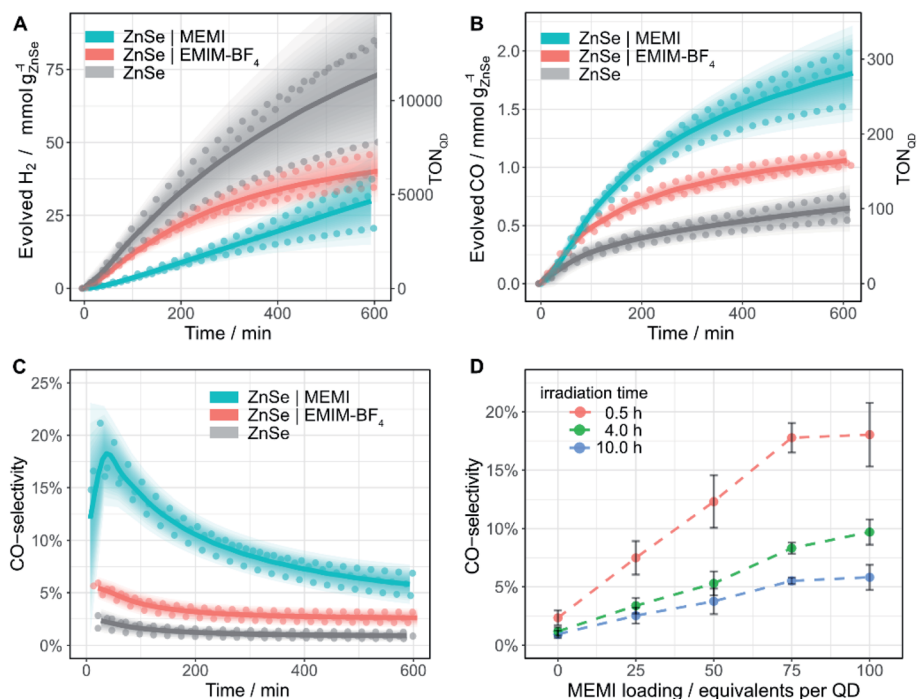 A
ZnSe | MEMI
ZnSe | EMIM-BF4
ZnSe
Evolved H2 / mmol g-1ZnSe
75
50
25
0
10000
5000
0
TONQD
0 200 400 600
Time / min
B
ZnSe | MEMI
ZnSe | EMIM-BF4
ZnSe
Evolved CO / mmol g-1ZnSe
2.0
1.5
1.0
0.5
0.0
300
200
100
0
TONQD
0 200 400 600
Time / min
C
ZnSe | MEMI
ZnSe | EMIM-BF4
ZnSe
CO-selectivity
25%
20%
15%
10%
5%
0%
0 200 400 600
Time / min
D
irradiation time
0.5 h
4.0 h
10.0 h
CO-selectivity
20%
15%
10%
5%
0%
0 25 50 75 100
MEMI loading / equivalents per QD